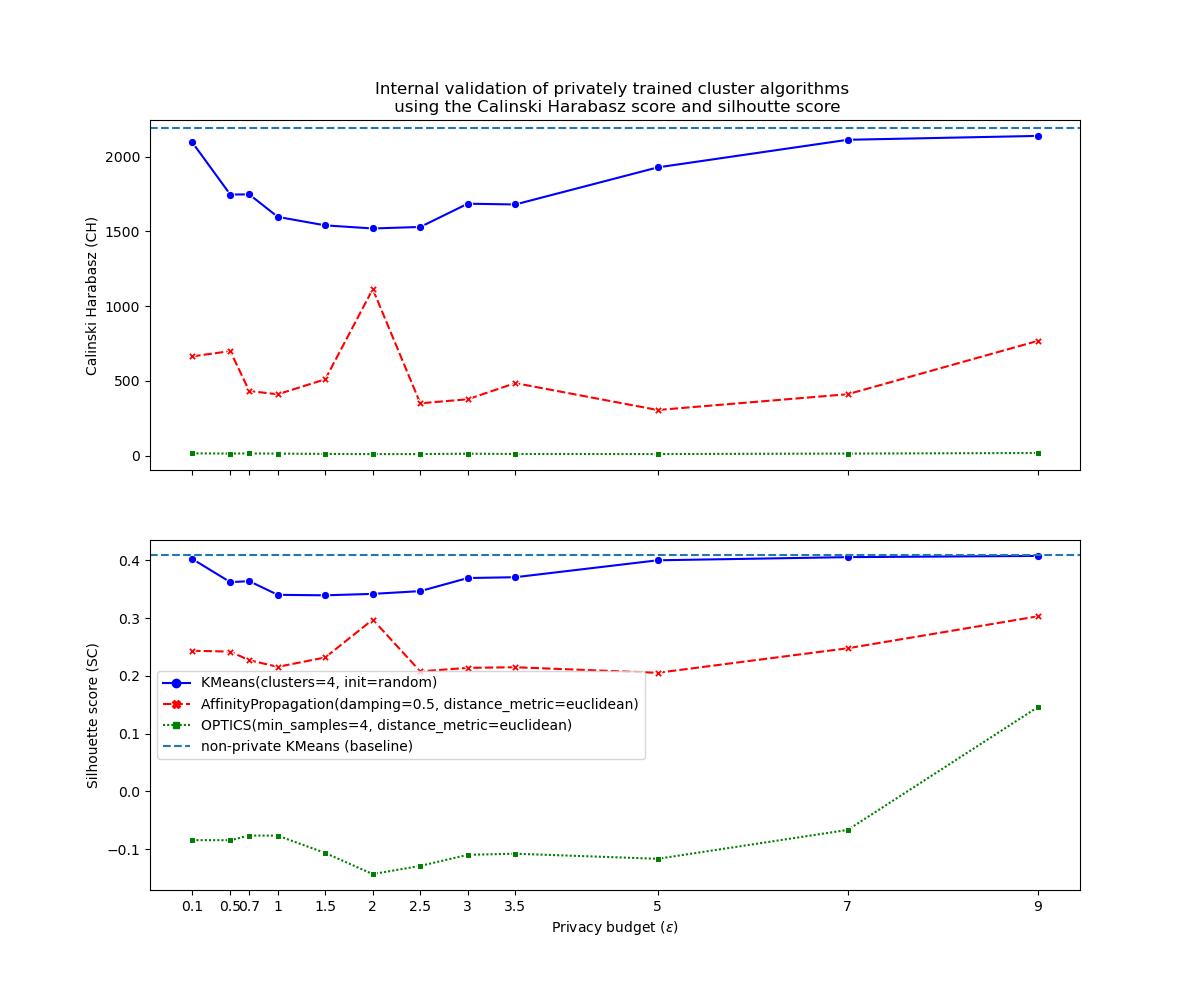 Internal validation of privately trained cluster algorithms
using the Calinski Harabasz score and silhoutte score
Calinski Harabasz (CH)
2000
1500
1000
500
0
Silhouette score (SC)
0.4
0.3
0.2
0.1
0.0
−0.1
KMeans(clusters=4, init=random)
AffinityPropagation(damping=0.5, distance_metric=euclidean)
OPTICS(min_samples=4, distance_metric=euclidean)
non-private KMeans (baseline)
0.1 0.5 0.7 1 1.5 2 2.5 3 3.5 5 7 9
Privacy budget (ε)